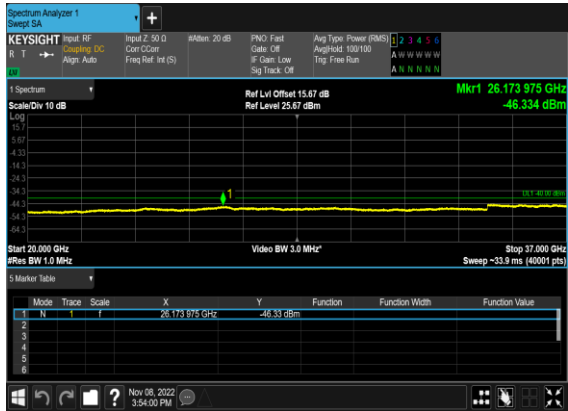 Spectrum Analyzer 1
Swept SA
+
KEYSIGHT Input: RF Input Z: 50 Ω #Atten: 20 dB PNO: Fast Avg Type: Power (RMS) 1 2 3 4 5 6
R T Coupling: DC Corr CCorr Gate: Off Avg|Hold: 100/100 A W W W W W
Align: Auto Freq Ref: Int (S) IF Gain: Low Trig: Free Run
Sig Track: Off A N N N N N
1 Spectrum
Scale/Div 10 dB
Ref Lvl Offset 15.67 dB
Ref Level 25.67 dBm
Mkr1 26.173 975 GHz
-46.334 dBm
Log
15.7
5.67
-4.33
-14.3
-24.3
-34.3
-44.3
-54.3
-64.3
1
Start 20.000 GHz Video BW 3.0 MHz* Stop 37.000 GHz
#Res BW 1.0 MHz Sweep ~33.9 ms (40001 pts)
5 Marker Table
Mode Trace Scale X Y Function Function Width Function Value
1 N 1 f 26.173 975 GHz -46.33 dBm
2
3
4
5
6
?
Nov 08, 2022
3:54:00 PM